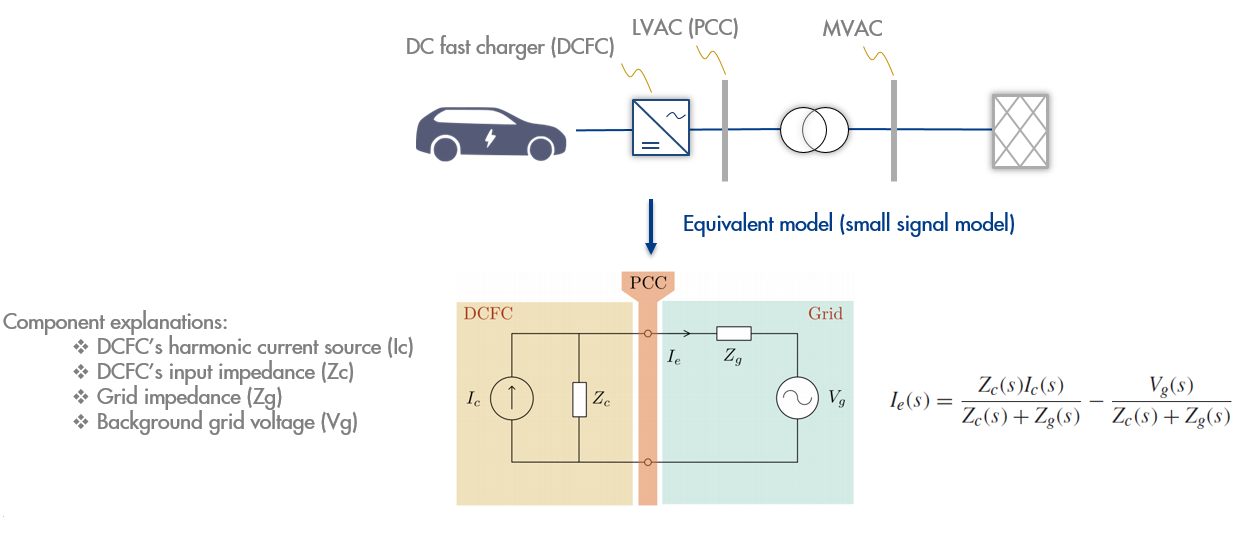 LVAC (PCC)
MVAC
DC fast charger (DCFC)
Equivalent model (small signal model)
PCC
DCFC
Grid
Component explanations:
❖ DCFC's harmonic current source (Ic)
❖ DCFC's input impedance (Zc)
❖ Grid impedance (Zg)
❖ Background grid voltage (Vg)
I_e
Z_g
I_c
Z_c
V_g
I_e(s) = Z_c(s)I_c(s) / Z_c(s) + Z_g(s) − V_g(s) / Z_c(s) + Z_g(s)